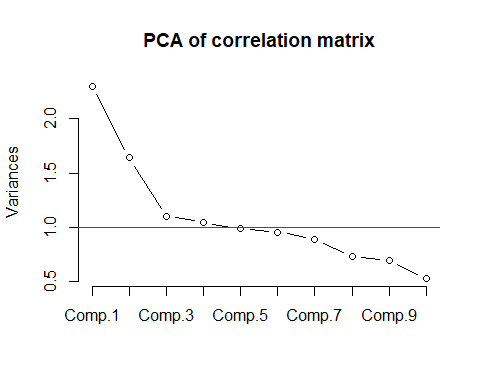 PCA of correlation matrix
Variances
2.0
1.5
1.0
0.5
Comp.1 Comp.3 Comp.5 Comp.7 Comp.9